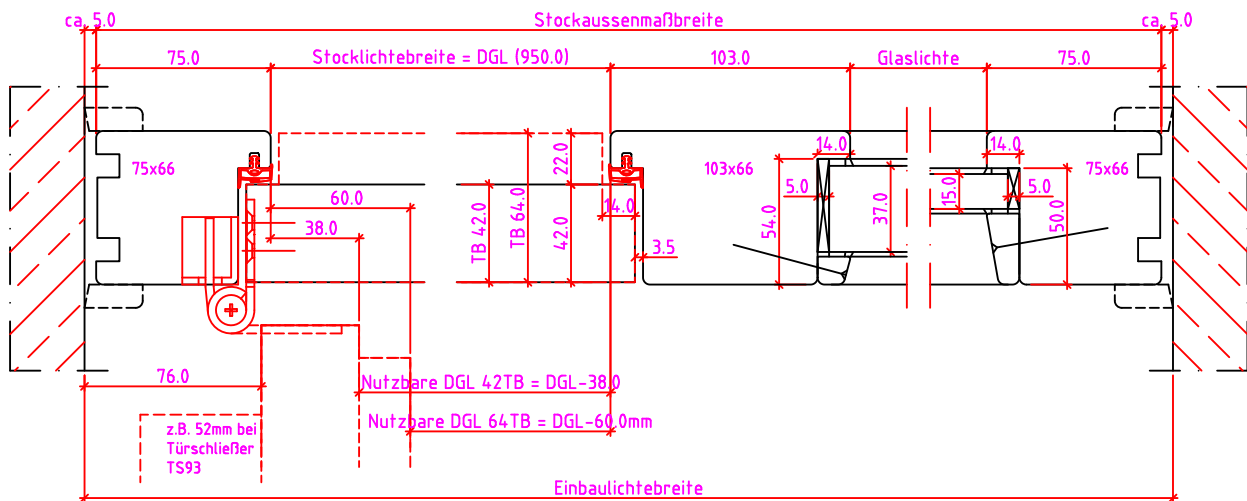 ca. 5.0
Stockaussenmaßbreite
ca. 5.0
75.0
Stocklichtebreite = DGL (950.0)
103.0
Glaslichte
75.0
75x66
22.0
14.0
103x66
14.0
75x66
60.0
TB 42.0
TB 64.0
42.0
14.0
5.0
54.0
37.0
15.0
5.0
50.0
38.0
3.5
76.0
Nutzbare DGL 42TB = DGL-38.0
Nutzbare DGL 64TB = DGL-60.0mm
z.B. 52mm bei
Türschließer
TS93
Einbaulichtebreite